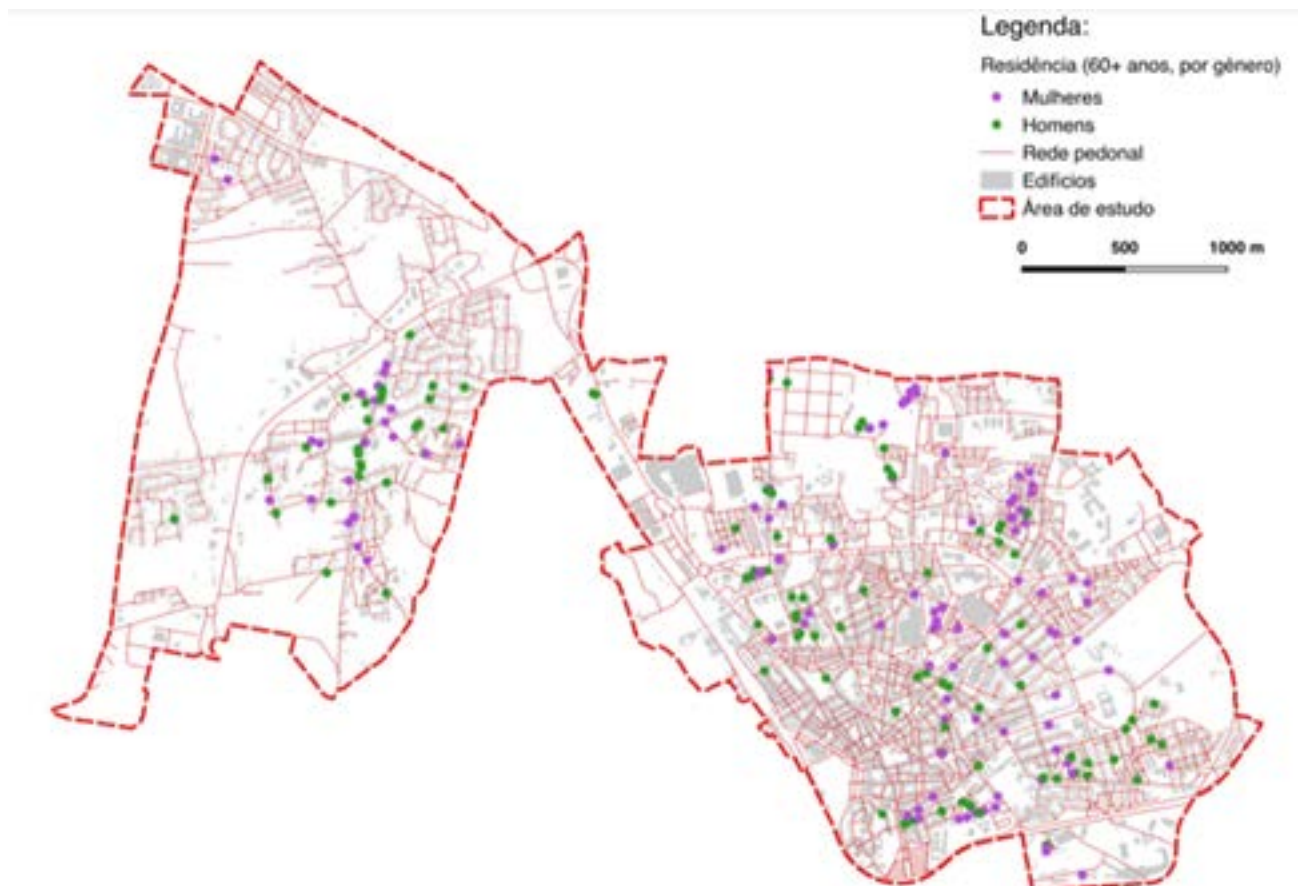 Legenda:
Residência (60+ anos, por género)
Mulheres
Homens
Rede pedonal
Edifícios
Área de estudo
0 500 1000 m